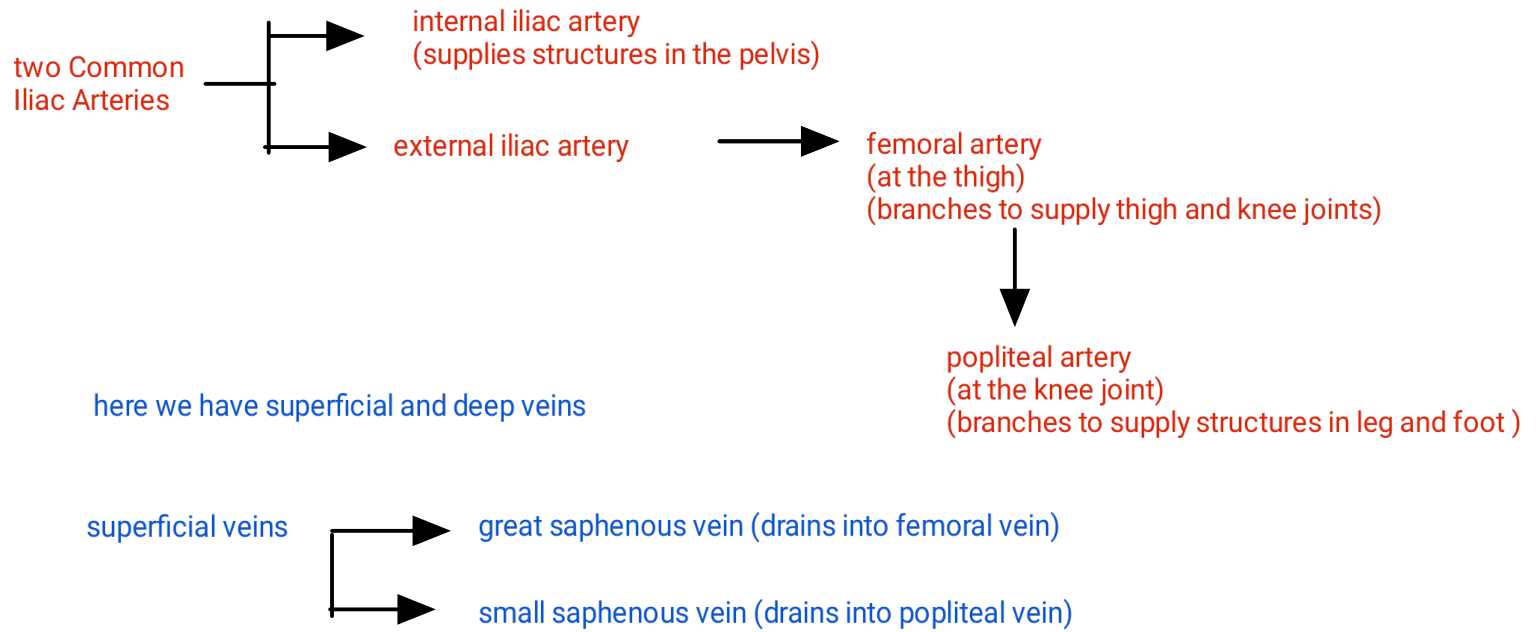 two Common
Iliac Arteries
internal iliac artery
(supplies structures in the pelvis)
external iliac artery
femoral artery
(at the thigh)
(branches to supply thigh and knee joints)
popliteal artery
(at the knee joint)
(branches to supply structures in leg and foot )
here we have superficial and deep veins
superficial veins
great saphenous vein (drains into femoral vein)
small saphenous vein (drains into popliteal vein)